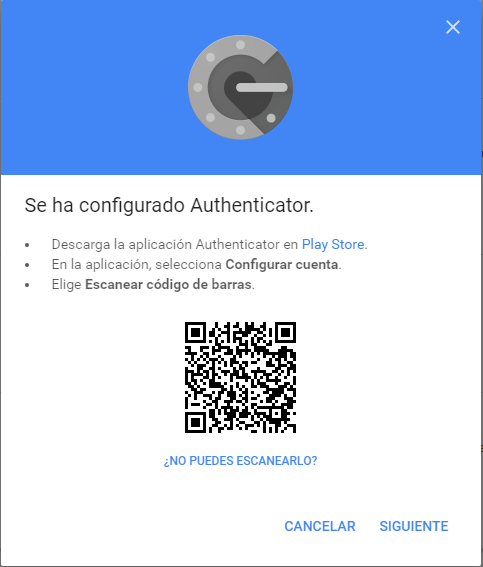 Se ha configurado Authenticator.
• Descarga la aplicación Authenticator en Play Store.
• En la aplicación, selecciona Configurar cuenta.
• Elige Escanear código de barras.
¿NO PUEDES ESCANEARLO?
CANCELAR SIGUIENTE